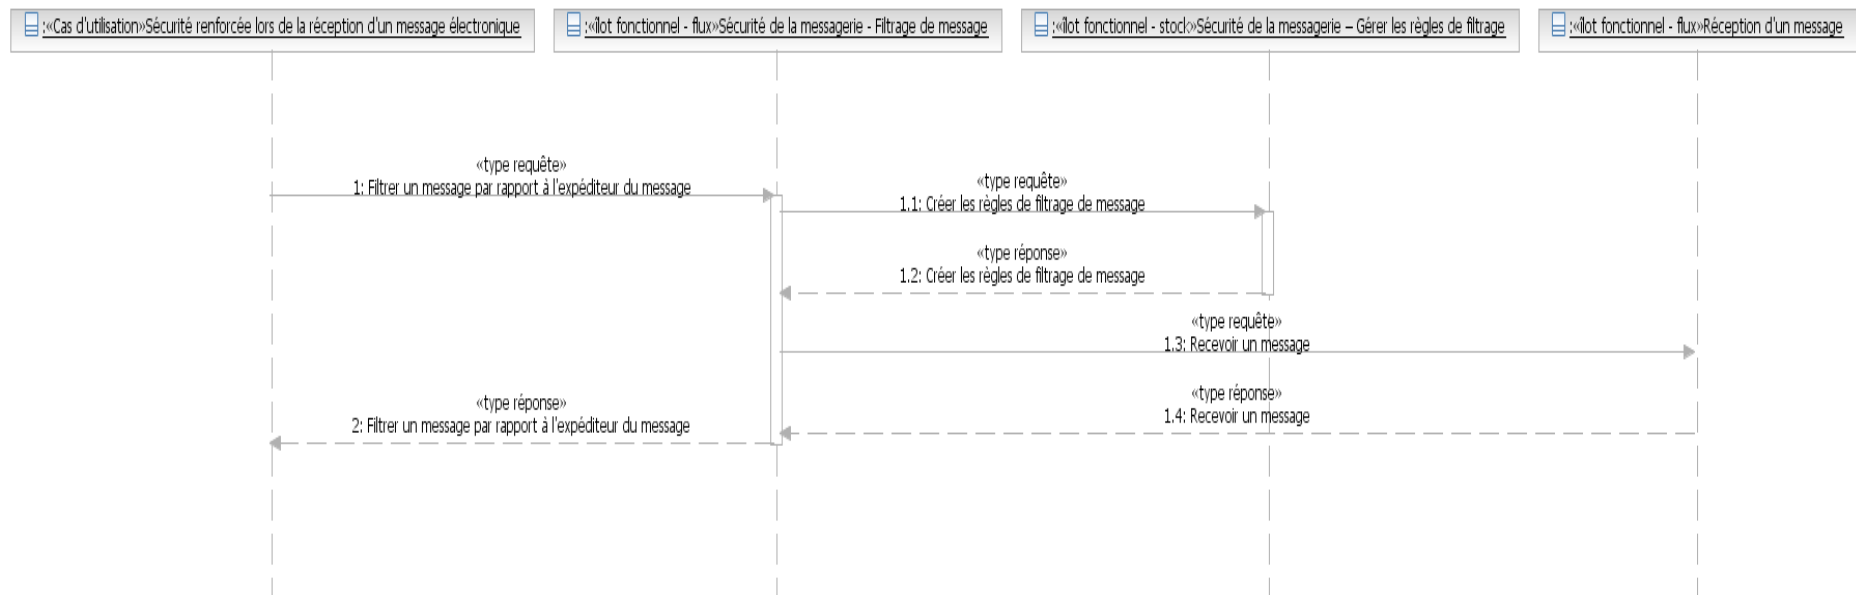 :«Cas d'utilisation»Sécurité renforcée lors de la réception d'un message électronique
:«îlot fonctionnel - flux»Sécurité de la messagerie - Filtrage de message
:«îlot fonctionnel - stock»Sécurité de la messagerie – Gérer les règles de filtrage
:«îlot fonctionnel - flux»Réception d'un message
«type requête»
1: Filtrer un message par rapport à l'expéditeur du message
«type requête»
1.1: Créer les règles de filtrage de message
«type réponse»
1.2: Créer les règles de filtrage de message
«type requête»
1.3: Recevoir un message
«type réponse»
1.4: Recevoir un message
«type réponse»
2: Filtrer un message par rapport à l'expéditeur du message